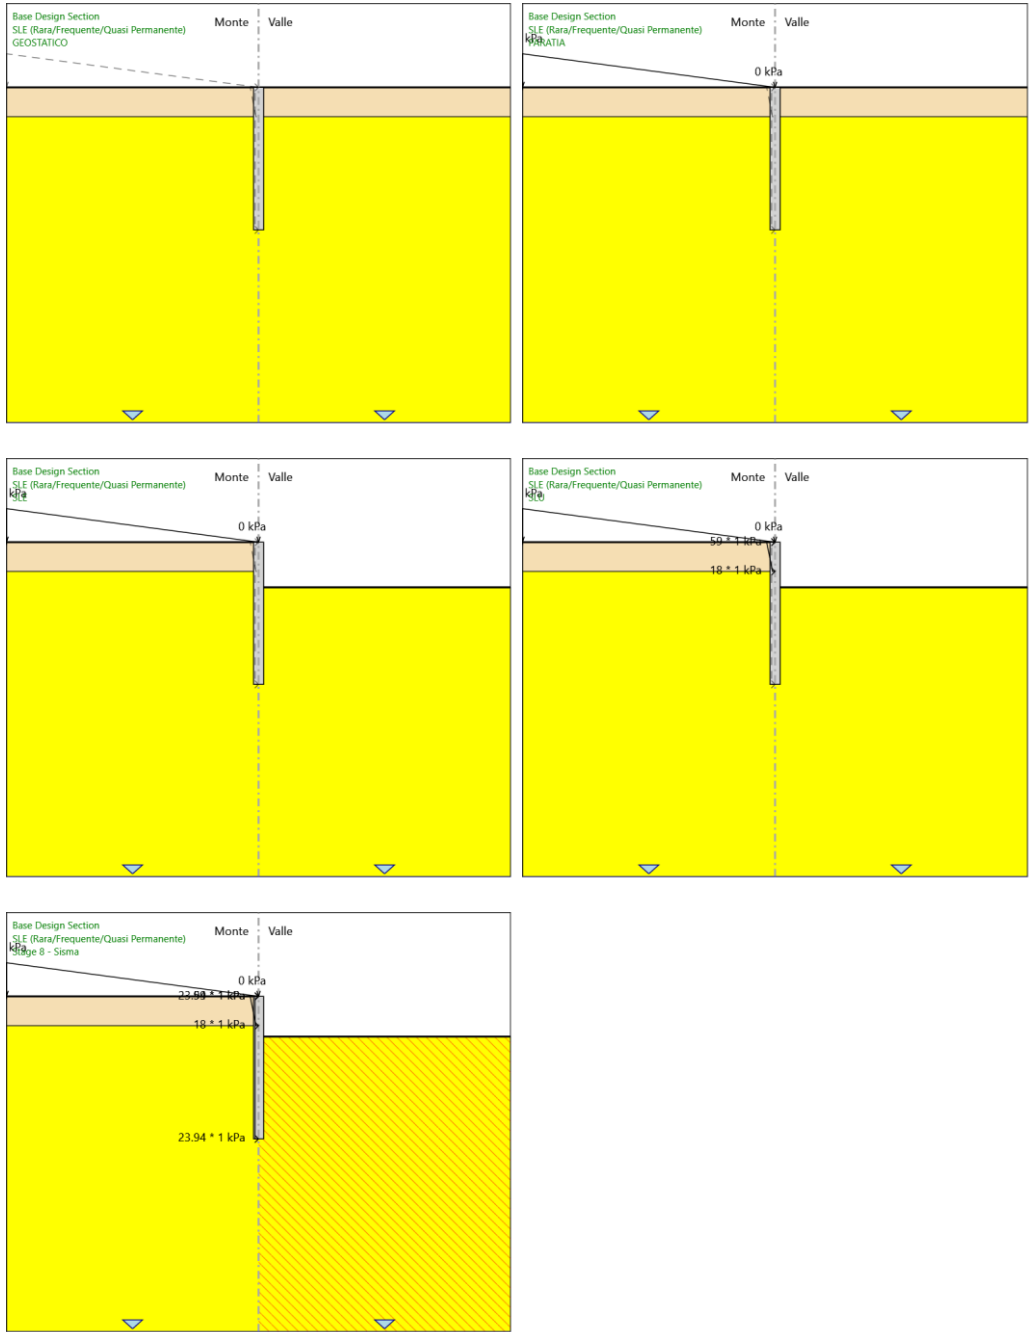 Base Design Section
SLE (Rara/Frequente/Quasi Permanente)
GEOSTATICO
Monte
Valle
Base Design Section
SLE (Rara/Frequente/Quasi Permanente)
kPa
PARATIA
Monte
Valle
0 kPa
Base Design Section
SLE (Rara/Frequente/Quasi Permanente)
kPa
SLE
Monte
Valle
0 kPa
Base Design Section
SLE (Rara/Frequente/Quasi Permanente)
kPa
SLU
Monte
Valle
0 kPa
59 * 1 kPa
18 * 1 kPa
Base Design Section
SLE (Rara/Frequente/Quasi Permanente)
kPa
Stage 8 - Sisma
Monte
Valle
0 kPa
* 1 kPa
18 * 1 kPa
23.94 * 1 kPa